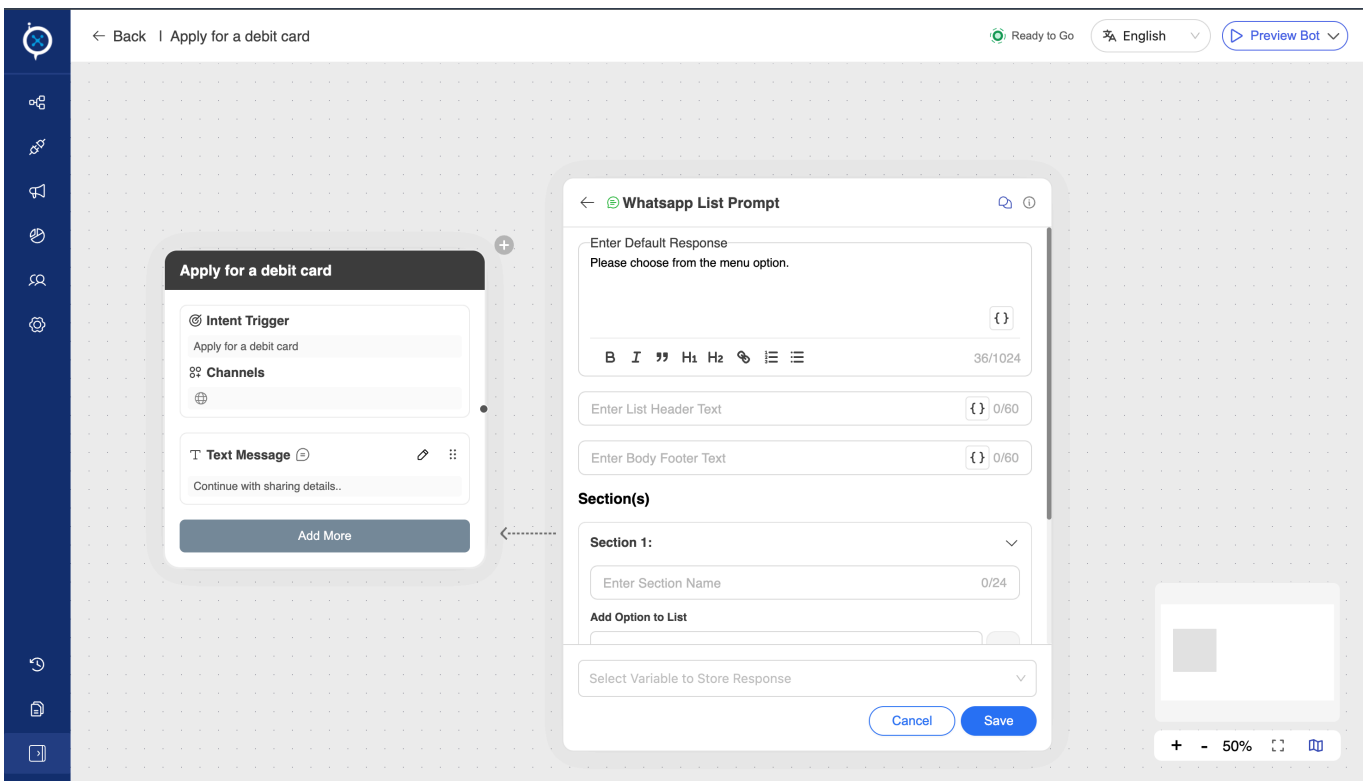 Back | Apply for a debit card
Ready to Go
English
Preview Bot
Apply for a debit card
Intent Trigger
Apply for a debit card
Channels
Text Message
Continue with sharing details..
Add More
Whatsapp List Prompt
Enter Default Response
Please choose from the menu option.
{ }
B I ❞ H1 H2 36/1024
Enter List Header Text { } 0/60
Enter Body Footer Text { } 0/60
Section(s)
Section 1:
Enter Section Name 0/24
Add Option to List
Select Variable to Store Response
Cancel Save
+ - 50%